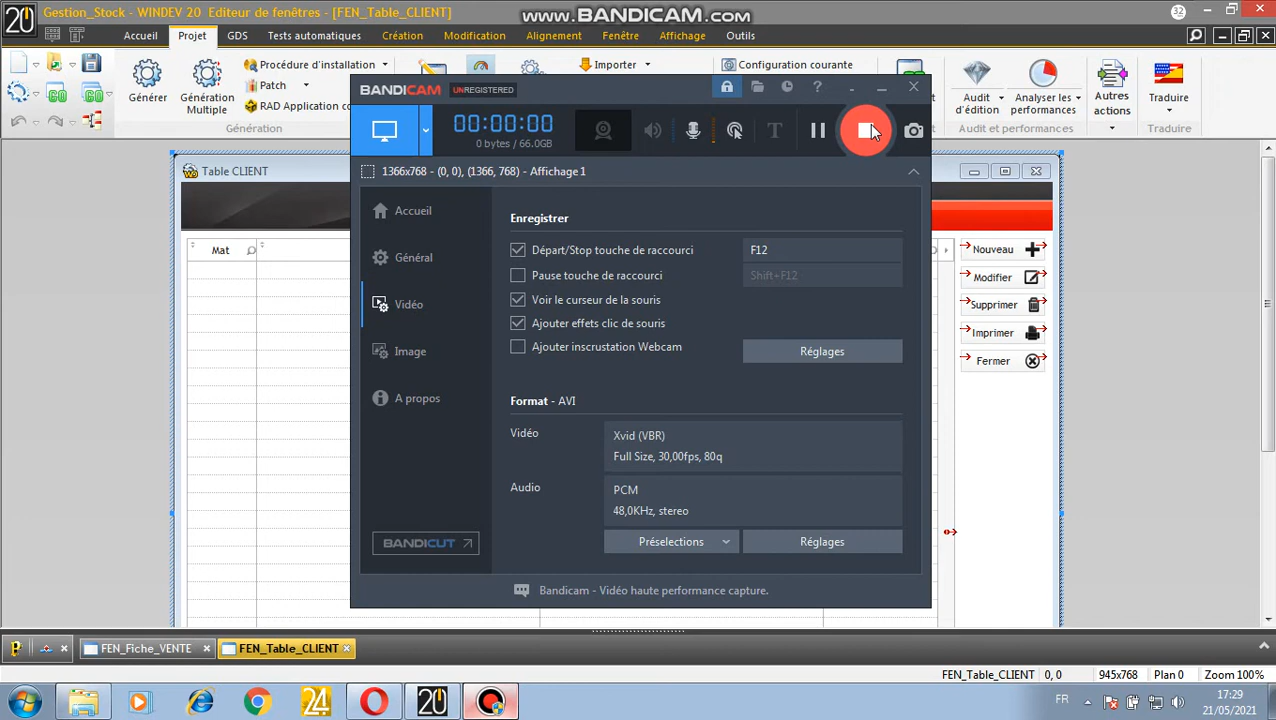 Gestion_Stock - WINDEV 20 Editeur de fenêtres - [FEN_Table_CLIENT]
www.BANDICAM.com
32
20
Accueil Projet GDS Tests automatiques Création Modification Alignement Fenêtre Affichage Outils
Procédure d'installation
Importer
Configuration courante
Patch
RAD Application co
Générer
Génération
Multiple
Audit
d'édition
Analyser les
performances
Autres
actions
Traduire
Génération
Audit et performances
Traduire
BANDICAM UNREGISTERED
00:00:00
0 bytes / 66.0GB
1366x768 - (0, 0), (1366, 768) - Affichage 1
Table CLIENT
Mat
Accueil
Général
Vidéo
Image
A propos
BANDICUT
Enregistrer
Départ/Stop touche de raccourci F12
Pause touche de raccourci Shift+F12
Voir le curseur de la souris
Ajouter effets clic de souris
Ajouter inscrustation Webcam
Réglages
Format - AVI
Vidéo
Xvid (VBR)
Full Size, 30,00fps, 80q
Audio
PCM
48,0KHz, stereo
Présélections Réglages
Bandicam - Vidéo haute performance capture.
Nouveau
Modifier
Supprimer
Imprimer
Fermer
FEN_Fiche_VENTE FEN_Table_CLIENT
FEN_Table_CLIENT 0, 0 945x768 Plan 0 Zoom 100%
24
20
FR
17:29
21/05/2021